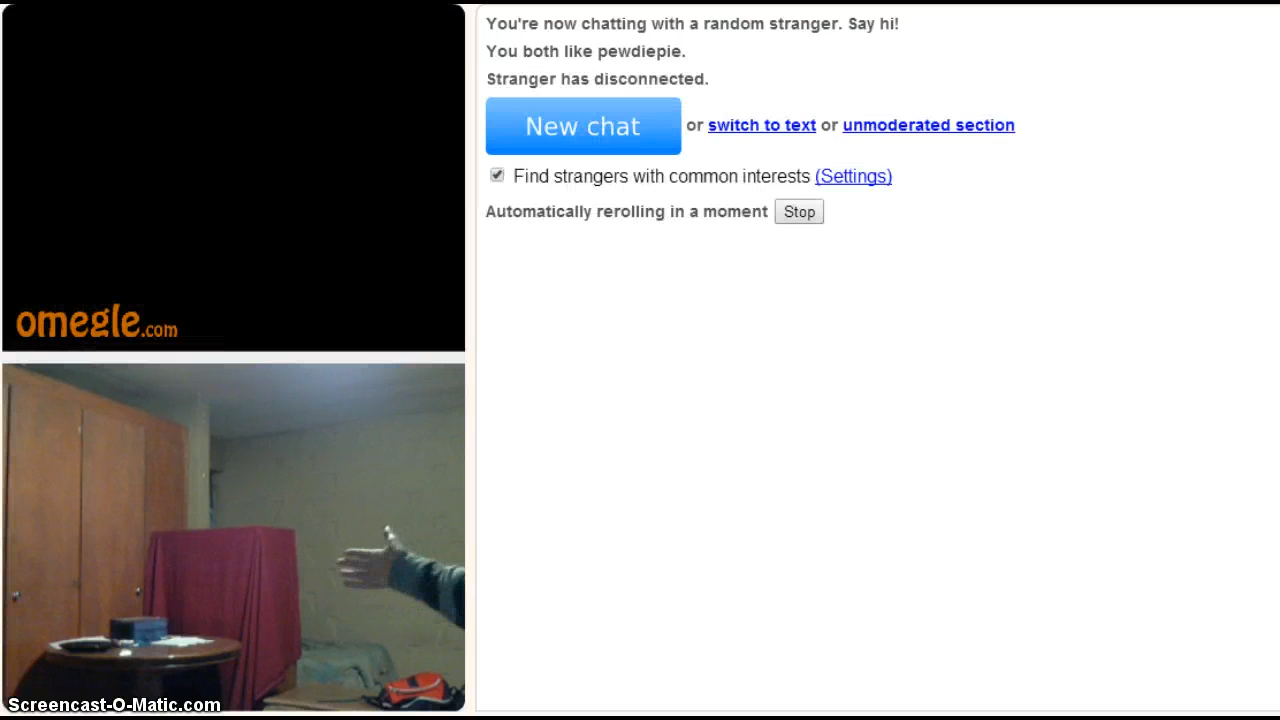 You're now chatting with a random stranger. Say hi!
You both like pewdiepie.
Stranger has disconnected.
New chat or switch to text or unmoderated section
Find strangers with common interests (Settings)
Automatically rerolling in a moment Stop
omegle.com
Screencast-O-Matic.com